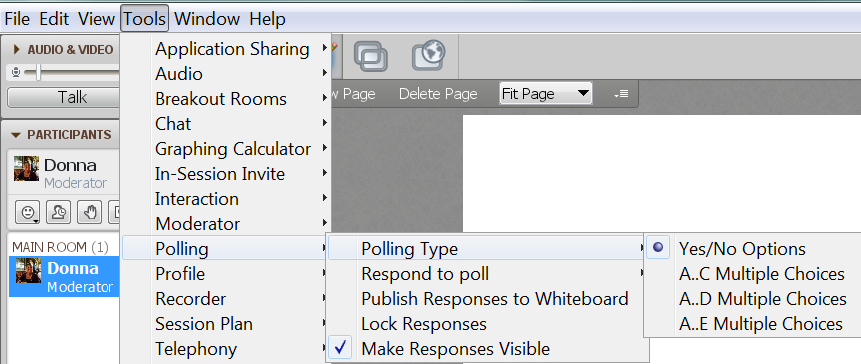 File Edit View Tools Window Help
AUDIO & VIDEO
Talk
PARTICIPANTS
Donna
Moderator
MAIN ROOM (1)
Donna
Moderator
Application Sharing
Audio
Breakout Rooms
Chat
Graphing Calculator
In-Session Invite
Interaction
Moderator
Polling
Profile
Recorder
Session Plan
Telephony
Page Delete Page Fit Page
Polling Type
Respond to poll
Publish Responses to Whiteboard
Lock Responses
Make Responses Visible
Yes/No Options
A..C Multiple Choices
A..D Multiple Choices
A..E Multiple Choices